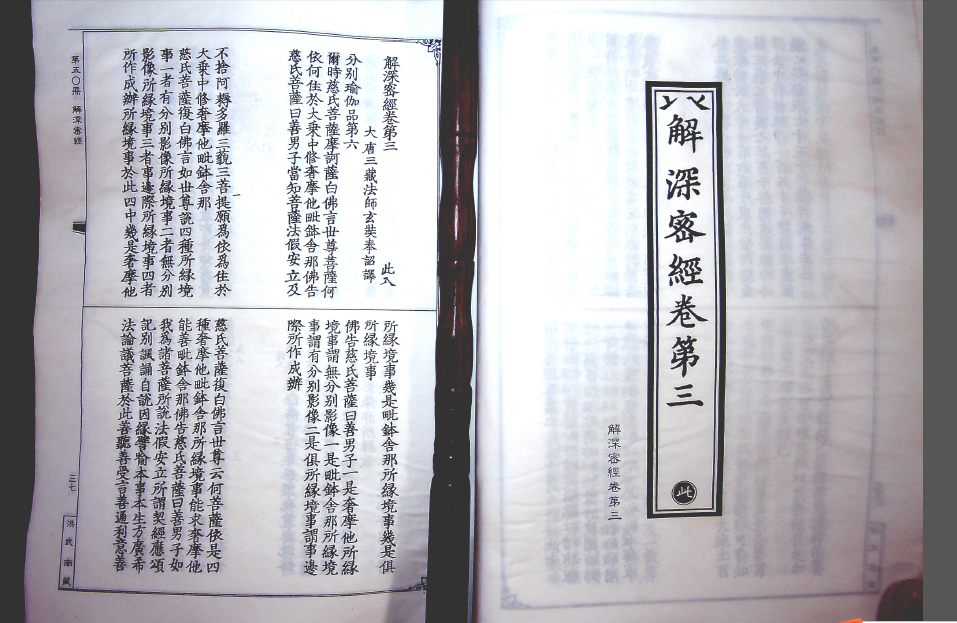 解深密經卷第三
此
解深密經卷第三
解深密經卷第三
此八
大唐三藏法師玄奘奉詔譯
分別瑜伽品第六
爾時慈氏菩薩摩訶薩白佛言世尊菩薩何
依何住於大乗中修奢摩他毗鉢舍那佛告
慈氏菩薩曰善男子當知菩薩法假安立及
不捨阿耨多羅三藐三菩提願為依為住於
大乗中修奢摩他毗鉢舍那
慈氏菩薩復白佛言如世尊說四種所緣境
事一者有分別影像所緣境事二者無分別
影像所緣境事三者事邊際所緣境事四者
所作成辦所緣境事於此四中幾是奢摩他
所緣境事幾是毗鉢舍那所緣境事幾是俱
所緣境事
佛告慈氏菩薩曰善男子一是奢摩他所緣
境事謂無分別影像一是毗鉢舍那所緣境
事謂有分別影像二是俱所緣境事謂事邊
際所作成辦
慈氏菩薩復白佛言世尊云何菩薩依是四
種奢摩他毗鉢舍那所緣境事能求奢摩他
能善毗鉢舍那佛告慈氏菩薩曰善男子如
我為諸菩薩所說法假安立所謂契經應頌
記別諷誦自說因緣譬喻本事本生方廣希
法論議菩薩於此善聽善受言善通利意善
第五〇冊 解深密經
三七
洪武南藏